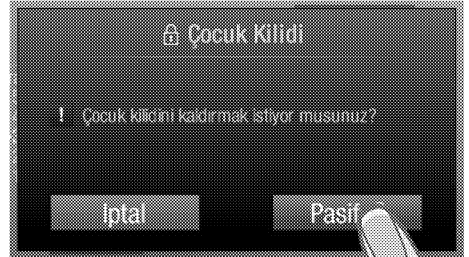 Çocuk Kilidi
! Çocuk kilidini kaldırmak istiyor musunuz?
İptal
Pasif